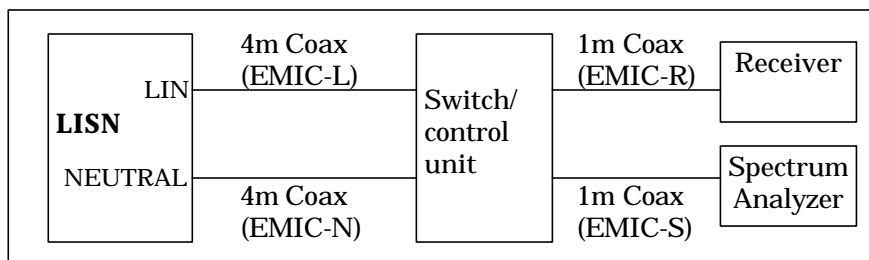 4m Coax
(EMIC-L)
1m Coax
(EMIC-R)
Receiver
LIN
LISN
Switch/
control
unit
NEUTRAL
4m Coax
(EMIC-N)
1m Coax
(EMIC-S)
Spectrum
Analyzer